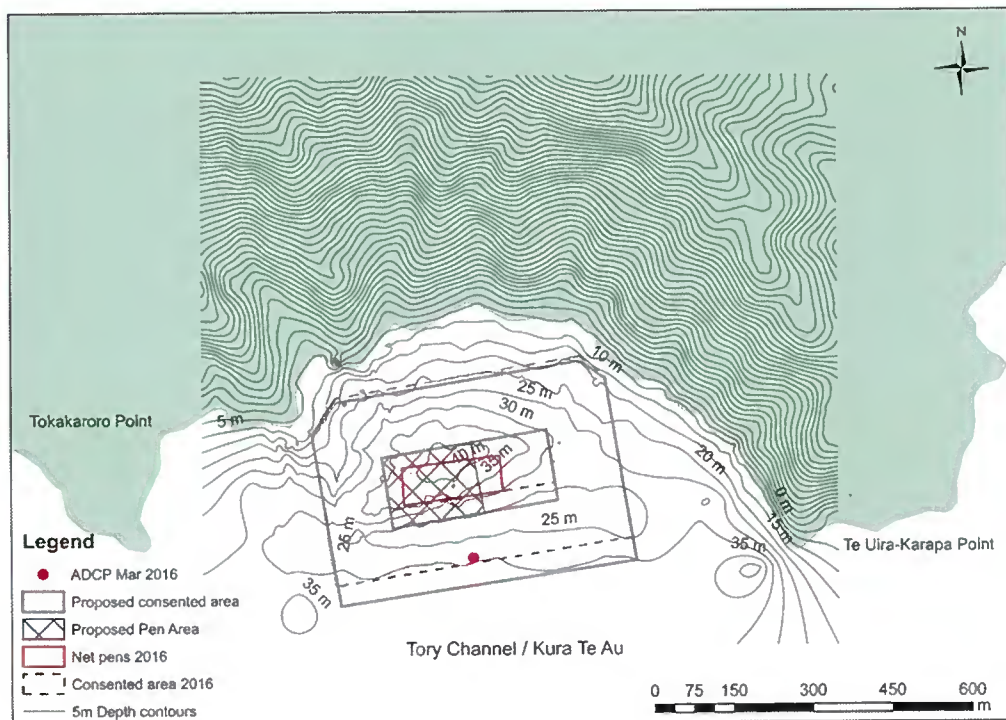 N
10 m
25 m
30 m
5 m
Tokakaroro Point
40 m
35 m
20 m
25 m
25 m
0 m
15 m
35 m
Te Uira-Karapa Point
35 m
Tory Channel / Kura Te Au
Legend
ADCP Mar 2016
Proposed consented area
Proposed Pen Area
Net pens 2016
Consented area 2016
5m Depth contours
0 75 150 300 450 600
m